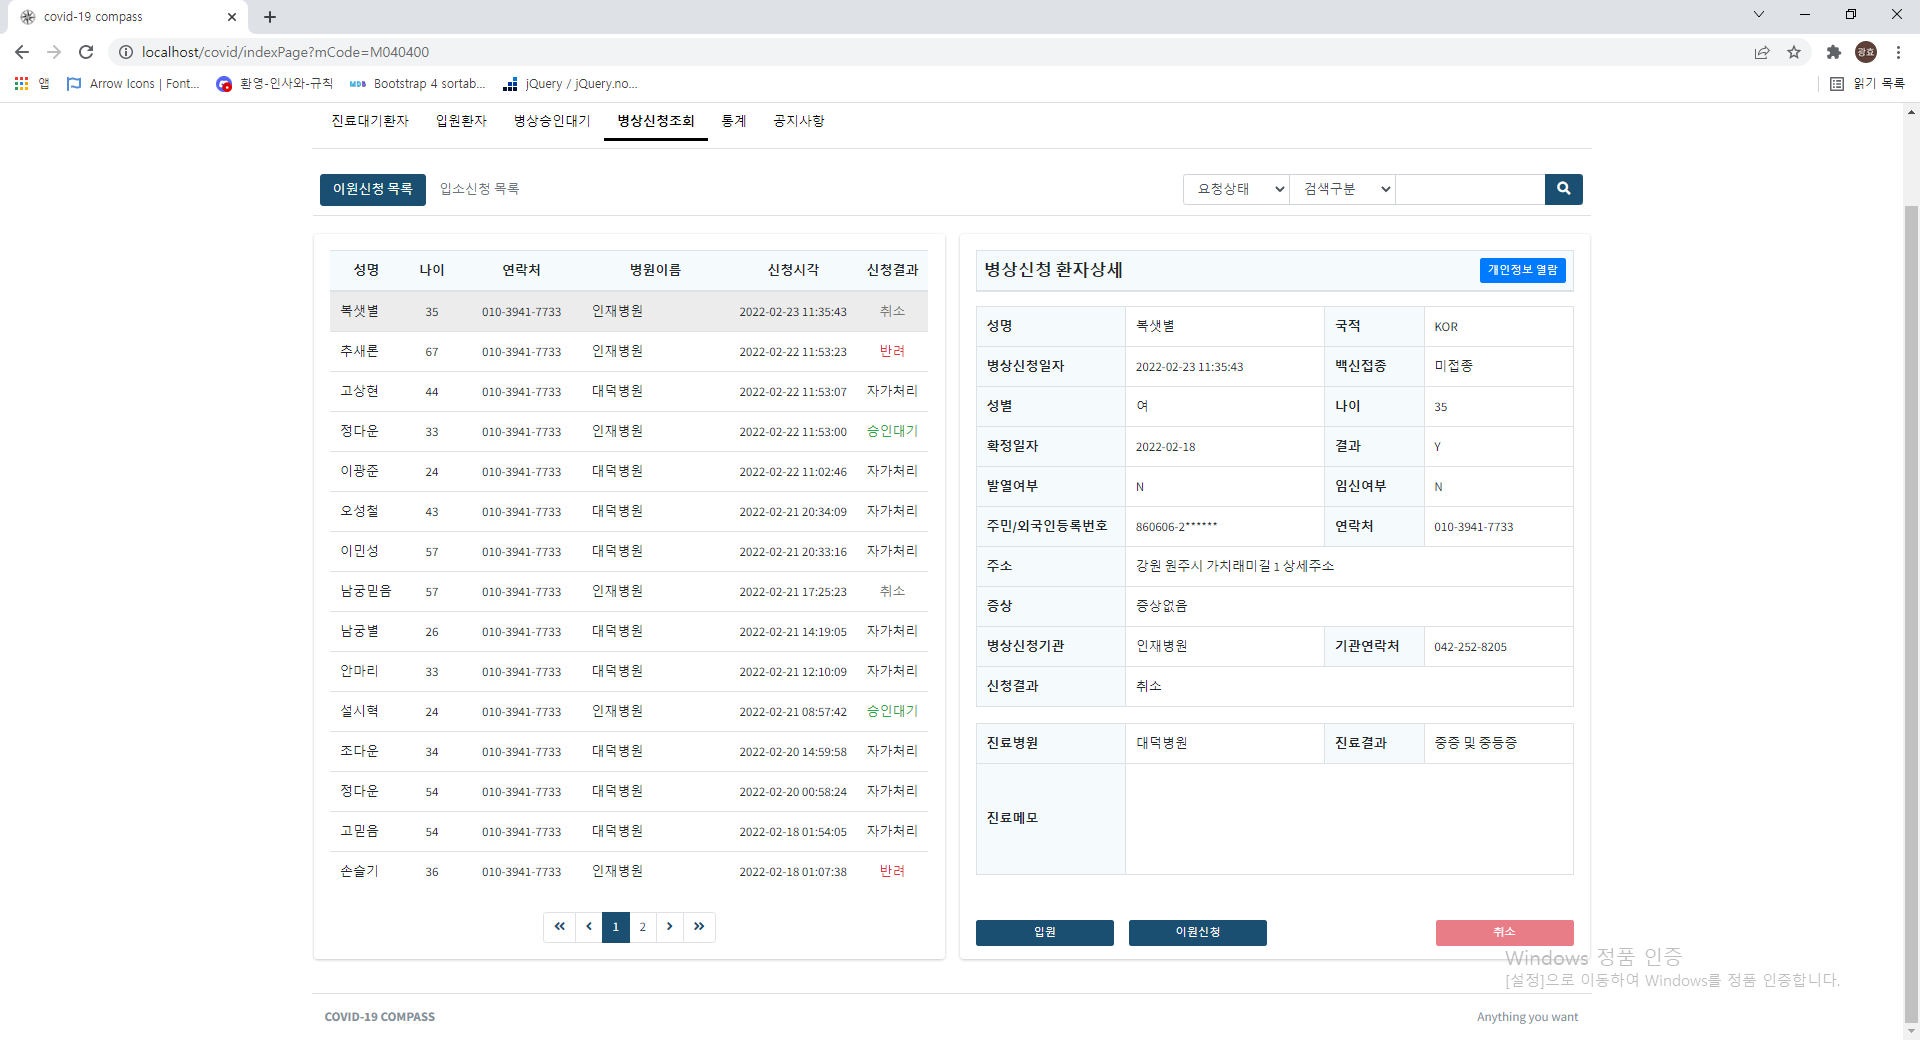 covid-19 compass
localhost/covid/indexPage?mCode=M040400
광효
앱 Arrow Icons | Font... 환영-인사와-규칙 MDB Bootstrap 4 sortab... jQuery / jQuery.no... 읽기 목록
진료대기환자 입원환자 병상승인대기 병상신청조회 통계 공지사항
이원신청 목록 입소신청 목록 요청상태 검색구분
성명 나이 연락처 병원이름 신청시각 신청결과
복샛별 35 010-3941-7733 인재병원 2022-02-23 11:35:43 취소
추새론 67 010-3941-7733 인재병원 2022-02-22 11:53:23 반려
고상현 44 010-3941-7733 대덕병원 2022-02-22 11:53:07 자가처리
정다운 33 010-3941-7733 인재병원 2022-02-22 11:53:00 승인대기
이광준 24 010-3941-7733 대덕병원 2022-02-22 11:02:46 자가처리
오성철 43 010-3941-7733 대덕병원 2022-02-21 20:34:09 자가처리
이민성 57 010-3941-7733 대덕병원 2022-02-21 20:33:16 자가처리
남궁믿음 57 010-3941-7733 인재병원 2022-02-21 17:25:23 취소
남궁별 26 010-3941-7733 대덕병원 2022-02-21 14:19:05 자가처리
안마리 33 010-3941-7733 대덕병원 2022-02-21 12:10:09 자가처리
설시혁 24 010-3941-7733 인재병원 2022-02-21 08:57:42 승인대기
조다운 34 010-3941-7733 대덕병원 2022-02-20 14:59:58 자가처리
정다운 54 010-3941-7733 대덕병원 2022-02-20 00:58:24 자가처리
고믿음 54 010-3941-7733 대덕병원 2022-02-18 01:54:05 자가처리
손슬기 36 010-3941-7733 인재병원 2022-02-18 01:07:38 반려
« ‹ 1 2 › »
병상신청 환자상세 개인정보 열람
성명 복샛별 국적 KOR
병상신청일자 2022-02-23 11:35:43 백신접종 미접종
성별 여 나이 35
확정일자 2022-02-18 결과 Y
발열여부 N 임신여부 N
주민/외국인등록번호 860606-2****** 연락처 010-3941-7733
주소 강원 원주시 가치래미길 1 상세주소
증상 증상없음
병상신청기관 인재병원 기관연락처 042-252-8205
신청결과 취소
진료병원 대덕병원 진료결과 중증 및 중등증
진료메모
입원 이원신청 취소
Windows 정품 인증
[설정]으로 이동하여 Windows를 정품 인증합니다.
COVID-19 COMPASS Anything you want